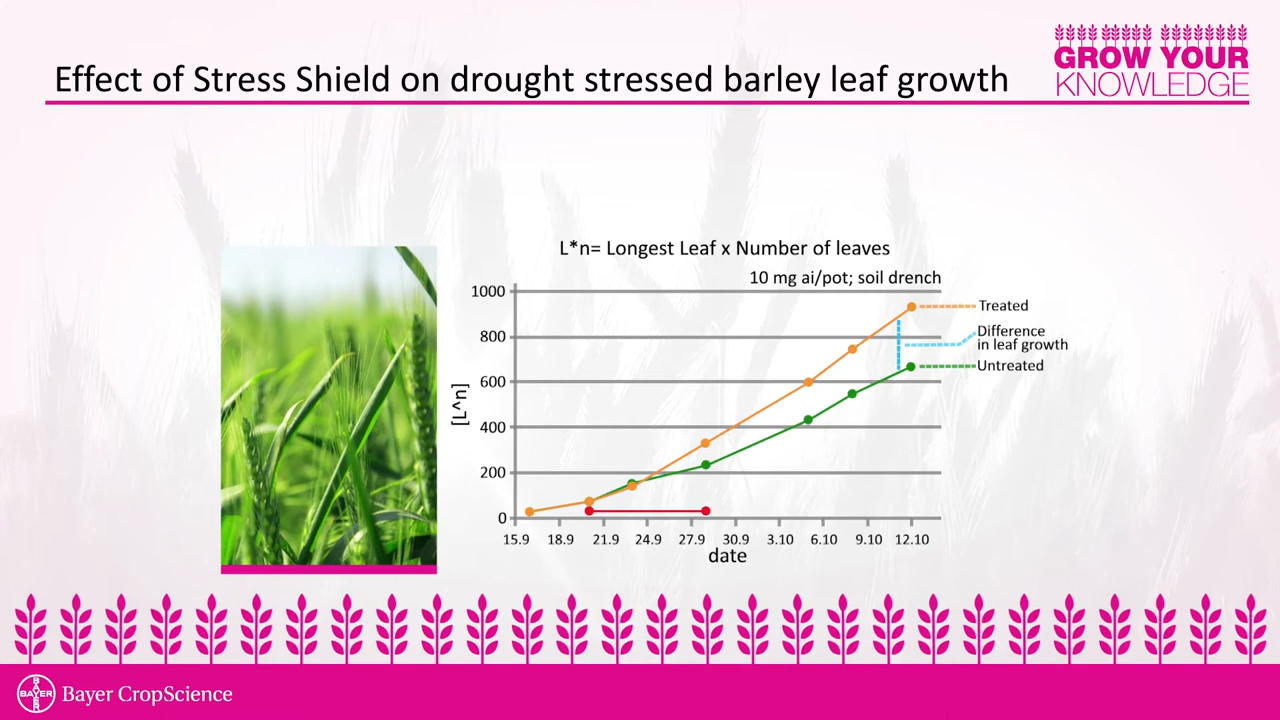 Effect of Stress Shield on drought stressed barley leaf growth
GROW YOUR
KNOWLEDGE
L*n= Longest Leaf x Number of leaves
10 mg ai/pot; soil drench
1000
800
600
400
200
0
[L^n]
Treated
Difference
in leaf growth
Untreated
15.9 18.9 21.9 24.9 27.9 30.9 3.10 6.10 9.10 12.10
date
BAYER
BAYER
Bayer CropScience